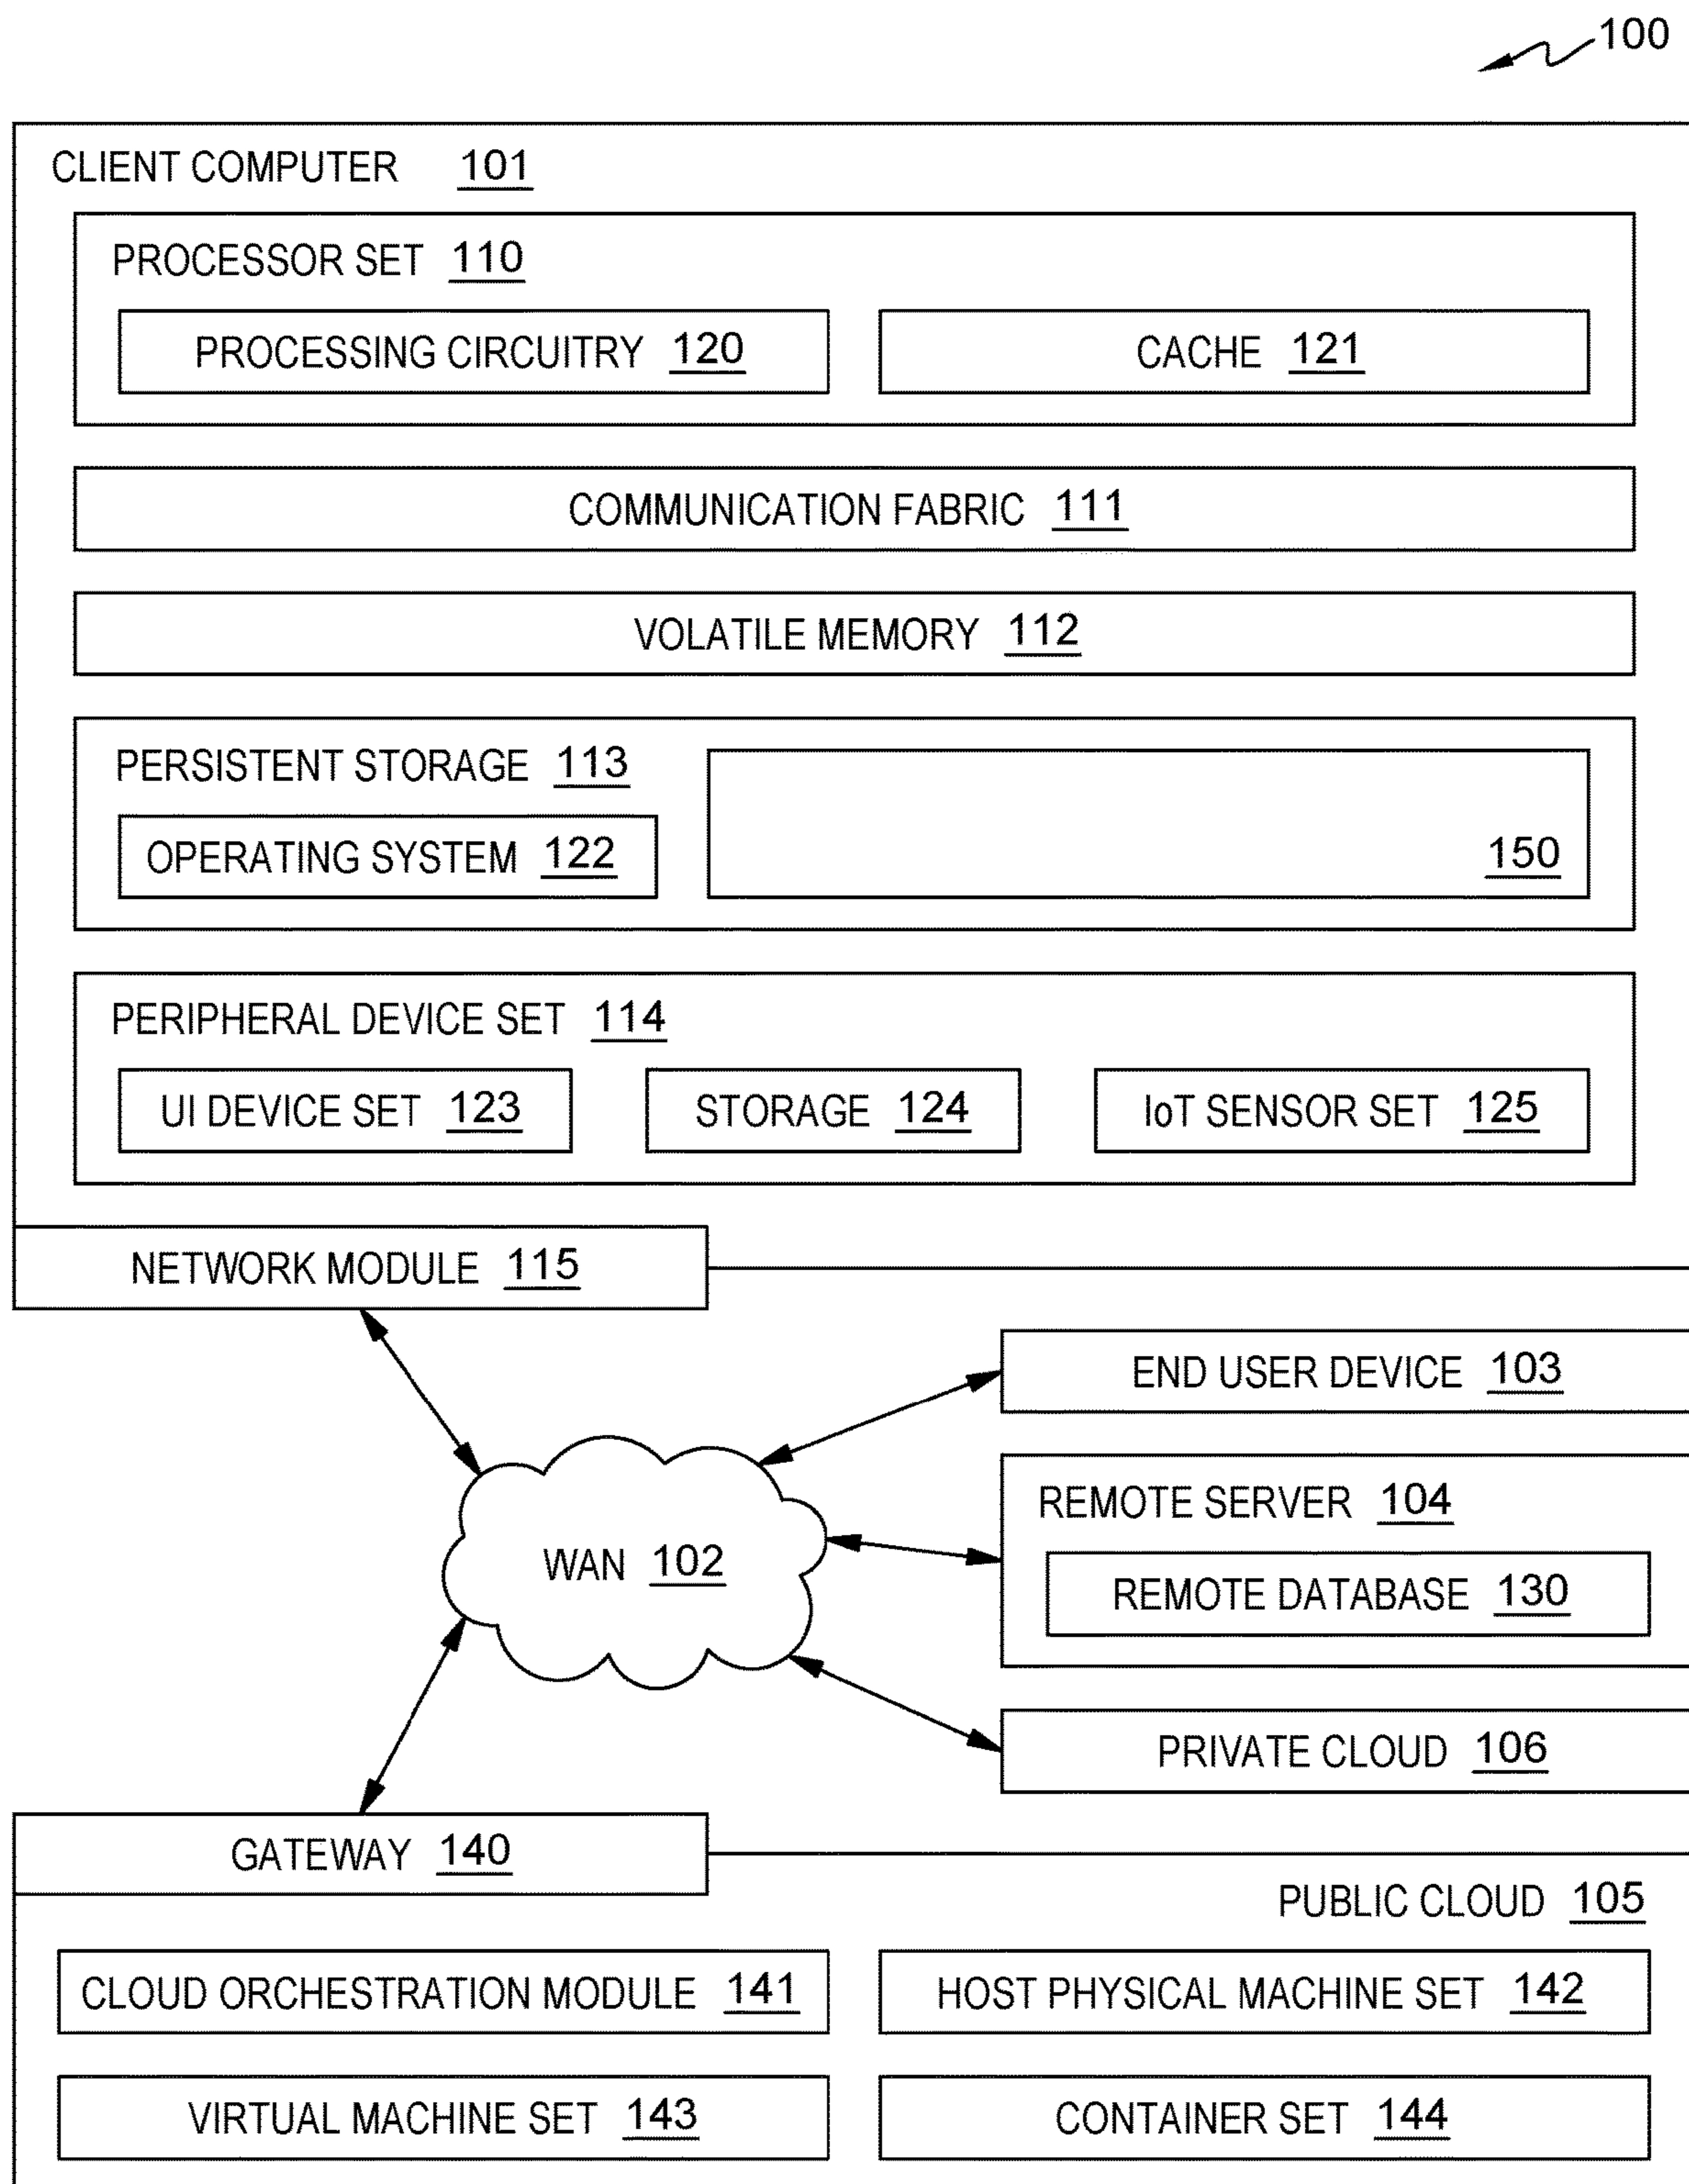 100
CLIENT COMPUTER 101
PROCESSOR SET 110
PROCESSING CIRCUITRY 120
CACHE 121
COMMUNICATION FABRIC 111
VOLATILE MEMORY 112
PERSISTENT STORAGE 113
OPERATING SYSTEM 122
150
PERIPHERAL DEVICE SET 114
UI DEVICE SET 123
STORAGE 124
IoT SENSOR SET 125
NETWORK MODULE 115
END USER DEVICE 103
REMOTE SERVER 104
WAN 102
REMOTE DATABASE 130
PRIVATE CLOUD 106
GATEWAY 140
PUBLIC CLOUD 105
CLOUD ORCHESTRATION MODULE 141
HOST PHYSICAL MACHINE SET 142
VIRTUAL MACHINE SET 143
CONTAINER SET 144